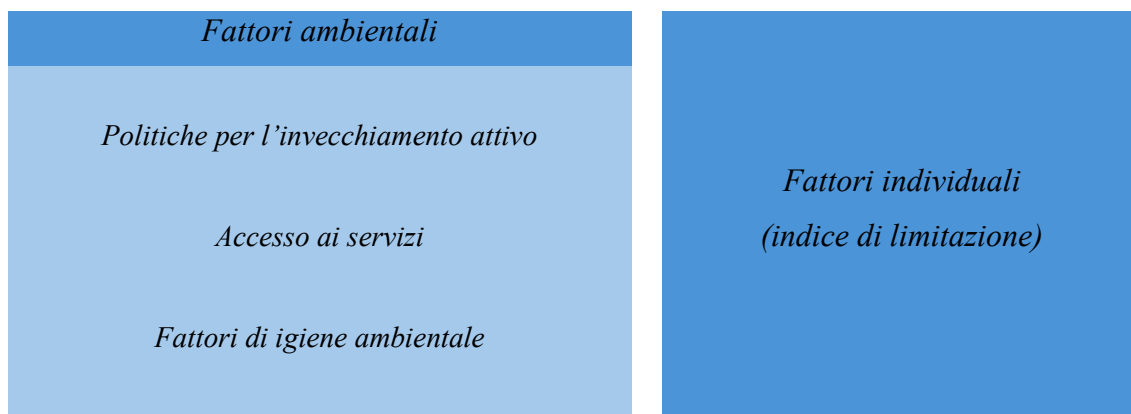 Fattori ambientali
Politiche per l’invecchiamento attivo
Accesso ai servizi
Fattori di igiene ambientale
Fattori individuali
(indice di limitazione)